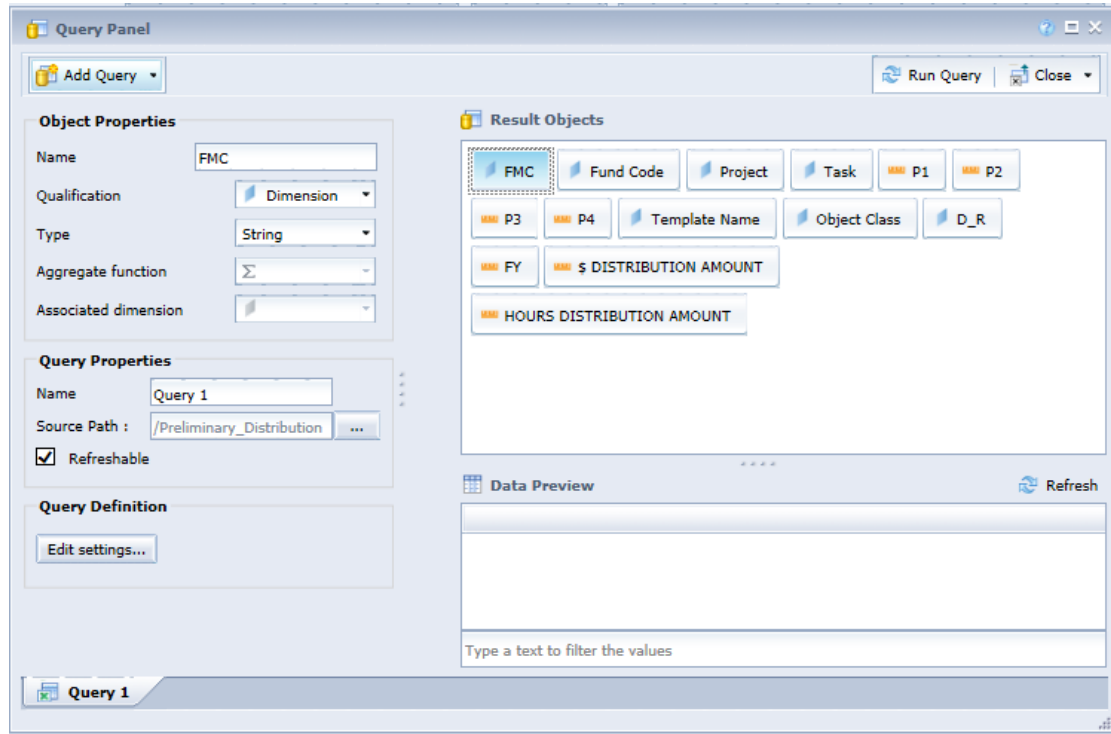 Query Panel
Add Query
Run Query
Close
Object Properties
Name
FMC
Qualification
Dimension
Type
String
Aggregate function
Associated dimension
Query Properties
Name
Query 1
Source Path :
/Preliminary_Distribution
...
Refreshable
Query Definition
Edit settings...
Result Objects
FMC Fund Code Project Task P1 P2
P3 P4 Template Name Object Class D_R
FY $ DISTRIBUTION AMOUNT
HOURS DISTRIBUTION AMOUNT
Data Preview
Refresh
Type a text to filter the values
Query 1